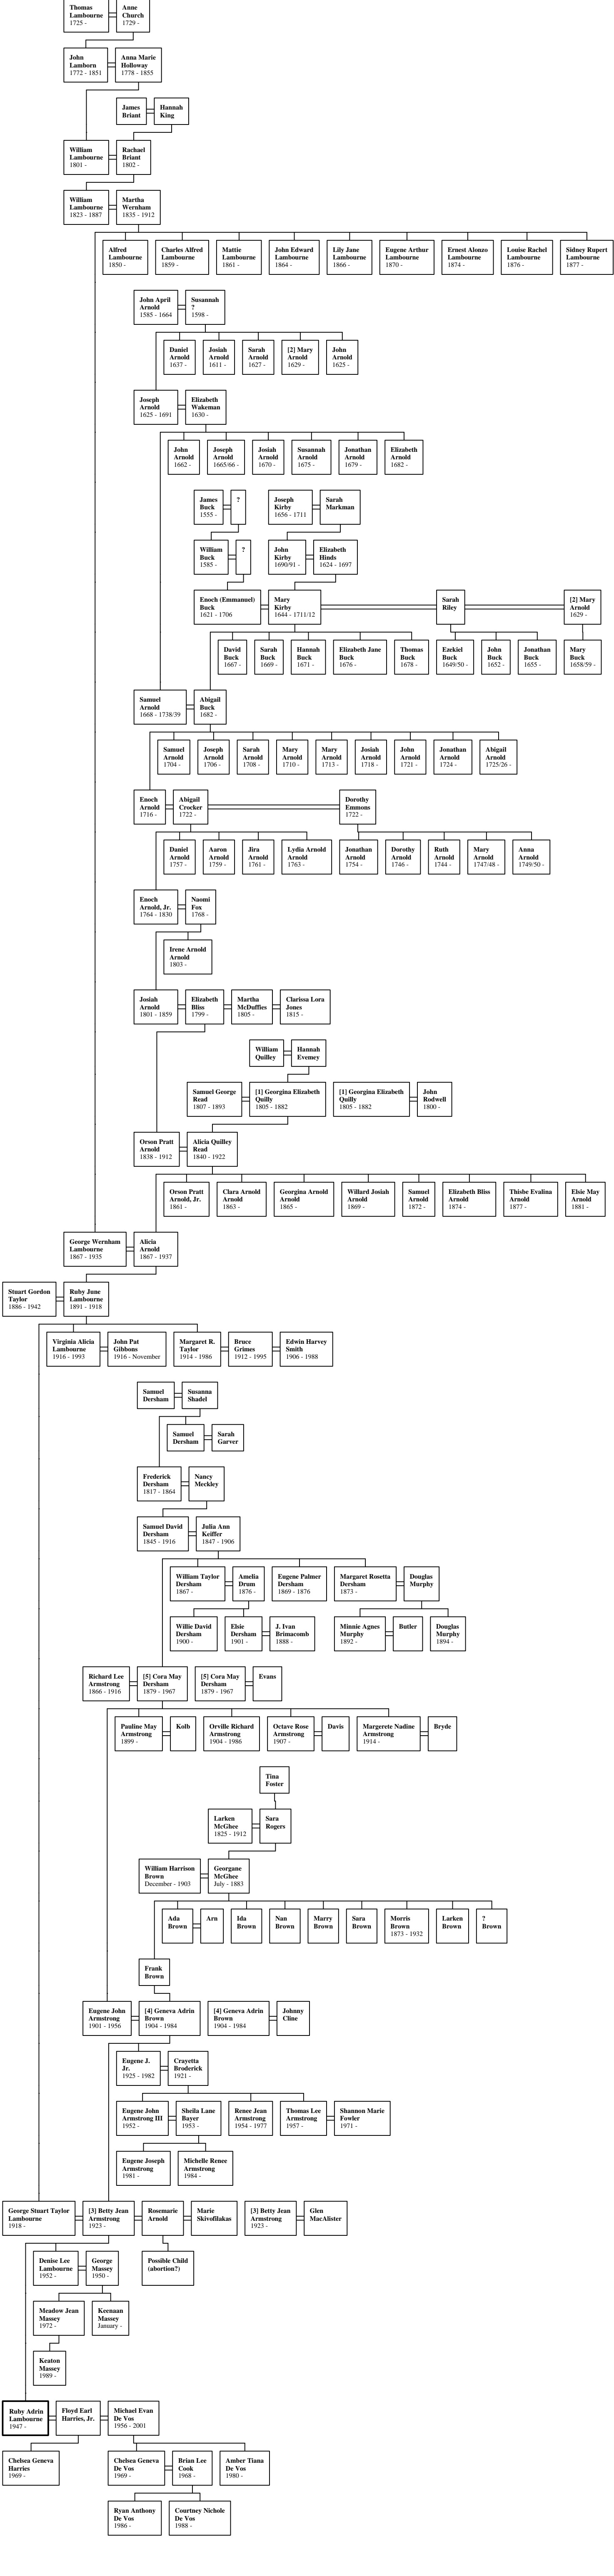 Thomas
Lambourne
1725 -
Anne
Church
1729 -
John
Lamborn
1772 - 1851
Anna Marie
Holloway
1778 - 1855
James
Briant
Hannah
King
William
Lambourne
1801 -
Rachael
Briant
1802 -
William
Lambourne
1823 - 1887
Martha
Wernham
1835 - 1912
Alfred
Lambourne
1850 -
Charles Alfred
Lambourne
1859 -
Mattie
Lambourne
1861 -
John Edward
Lambourne
1864 -
Lily Jane
Lambourne
1866 -
Eugene Arthur
Lambourne
1870 -
Ernest Alonzo
Lambourne
1874 -
Louise Rachel
Lambourne
1876 -
Sidney Rupert
Lambourne
1877 -
John April
Arnold
1585 - 1664
Susannah
?
1598 -
Daniel
Arnold
1637 -
Josiah
Arnold
1611 -
Sarah
Arnold
1627 -
[2] Mary
Arnold
1629 -
John
Arnold
1625 -
Joseph
Arnold
1625 - 1691
Elizabeth
Wakeman
1630 -
John
Arnold
1662 -
Joseph
Arnold
1665/66 -
Josiah
Arnold
1670 -
Susannah
Arnold
1675 -
Jonathan
Arnold
1679 -
Elizabeth
Arnold
1682 -
James
Buck
1555 -
?
Joseph
Kirby
1656 - 1711
Sarah
Markman
William
Buck
1585 -
?
John
Kirby
1690/91 -
Elizabeth
Hinds
1624 - 1697
Enoch (Emmanuel)
Buck
1621 - 1706
Mary
Kirby
1644 - 1711/12
Sarah
Riley
[2] Mary
Arnold
1629 -
David
Buck
1667 -
Sarah
Buck
1669 -
Hannah
Buck
1671 -
Elizabeth Jane
Buck
1676 -
Thomas
Buck
1678 -
Ezekiel
Buck
1649/50 -
John
Buck
1652 -
Jonathan
Buck
1655 -
Mary
Buck
1658/59 -
Samuel
Arnold
1668 - 1738/39
Abigail
Buck
1682 -
Samuel
Arnold
1704 -
Joseph
Arnold
1706 -
Sarah
Arnold
1708 -
Mary
Arnold
1710 -
Mary
Arnold
1713 -
Josiah
Arnold
1718 -
John
Arnold
1721 -
Jonathan
Arnold
1724 -
Abigail
Arnold
1725/26 -
Enoch
Arnold
1716 -
Abigail
Crocker
1722 -
Dorothy
Emmons
1722 -
Daniel
Arnold
1757 -
Aaron
Arnold
1759 -
Jira
Arnold
1761 -
Lydia Arnold
Arnold
1763 -
Jonathan
Arnold
1754 -
Dorothy
Arnold
1746 -
Ruth
Arnold
1744 -
Mary
Arnold
1747/48 -
Anna
Arnold
1749/50 -
Enoch
Arnold, Jr.
1764 - 1830
Naomi
Fox
1768 -
Irene Arnold
Arnold
1803 -
Josiah
Arnold
1801 - 1859
Elizabeth
Bliss
1799 -
Martha
McDuffies
1805 -
Clarissa Lora
Jones
1815 -
William
Quilley
Hannah
Evemey
Samuel George
Read
1807 - 1893
[1] Georgina Elizabeth
Quilly
1805 - 1882
[1] Georgina Elizabeth
Quilly
1805 - 1882
John
Rodwell
1800 -
Orson Pratt
Arnold
1838 - 1912
Alicia Quilley
Read
1840 - 1922
Orson Pratt
Arnold, Jr.
1861 -
Clara Arnold
Arnold
1863 -
Georgina Arnold
Arnold
1865 -
Willard Josiah
Arnold
1869 -
Samuel
Arnold
1872 -
Elizabeth Bliss
Arnold
1874 -
Thisbe Evalina
Arnold
1877 -
Elsie May
Arnold
1881 -
George Wernham
Lambourne
1867 - 1935
Alicia
Arnold
1867 - 1937
Stuart Gordon
Taylor
1886 - 1942
Ruby June
Lambourne
1891 - 1918
Virginia Alicia
Lambourne
1916 - 1993
John Pat
Gibbons
1916 - November
Margaret R.
Taylor
1914 - 1986
Bruce
Grimes
1912 - 1995
Edwin Harvey
Smith
1906 - 1988
Samuel
Dersham
Susanna
Shadel
Samuel
Dersham
Sarah
Garver
Frederick
Dersham
1817 - 1864
Nancy
Meckley
Samuel David
Dersham
1845 - 1916
Julia Ann
Keiffer
1847 - 1906
William Taylor
Dersham
1867 -
Amelia
Drum
1876 -
Eugene Palmer
Dersham
1869 - 1876
Margaret Rosetta
Dersham
1873 -
Douglas
Murphy
Willie David
Dersham
1900 -
Elsie
Dersham
1901 -
J. Ivan
Brimacomb
1888 -
Minnie Agnes
Murphy
1892 -
Butler
Douglas
Murphy
1894 -
Richard Lee
Armstrong
1866 - 1916
[5] Cora May
Dersham
1879 - 1967
[5] Cora May
Dersham
1879 - 1967
Evans
Pauline May
Armstrong
1899 -
Kolb
Orville Richard
Armstrong
1904 - 1986
Octave Rose
Armstrong
1907 -
Davis
Margerete Nadine
Armstrong
1914 -
Bryde
Tina
Foster
Larken
McGhee
1825 - 1912
Sara
Rogers
William Harrison
Brown
December - 1903
Georgane
McGhee
July - 1883
Ada
Brown
Arn
Ida
Brown
Nan
Brown
Marry
Brown
Sara
Brown
Morris
Brown
1873 - 1932
Larken
Brown
?
Brown
Frank
Brown
Eugene John
Armstrong
1901 - 1956
[4] Geneva Adrin
Brown
1904 - 1984
[4] Geneva Adrin
Brown
1904 - 1984
Johnny
Cline
Eugene J.
Jr.
1925 - 1982
Crayetta
Broderick
1921 -
Eugene John
Armstrong III
1952 -
Sheila Lane
Bayer
1953 -
Renee Jean
Armstrong
1954 - 1977
Thomas Lee
Armstrong
1957 -
Shannon Marie
Fowler
1971 -
Eugene Joseph
Armstrong
1981 -
Michelle Renee
Armstrong
1984 -
George Stuart Taylor
Lambourne
1918 -
[3] Betty Jean
Armstrong
1923 -
Rosemarie
Arnold
Marie
Skivofilakas
[3] Betty Jean
Armstrong
1923 -
Glen
MacAlister
Denise Lee
Lambourne
1952 -
George
Massey
1950 -
Possible Child
(abortion?)
Meadow Jean
Massey
1972 -
Keenaan
Massey
January -
Keaton
Massey
1989 -
Ruby Adrin
Lambourne
1947 -
Floyd Earl
Harries, Jr.
Michael Evan
De Vos
1956 - 2001
Chelsea Geneva
Harries
1969 -
Chelsea Geneva
De Vos
1969 -
Brian Lee
Cook
1968 -
Amber Tiana
De Vos
1980 -
Ryan Anthony
De Vos
1986 -
Courtney Nichole
De Vos
1988 -